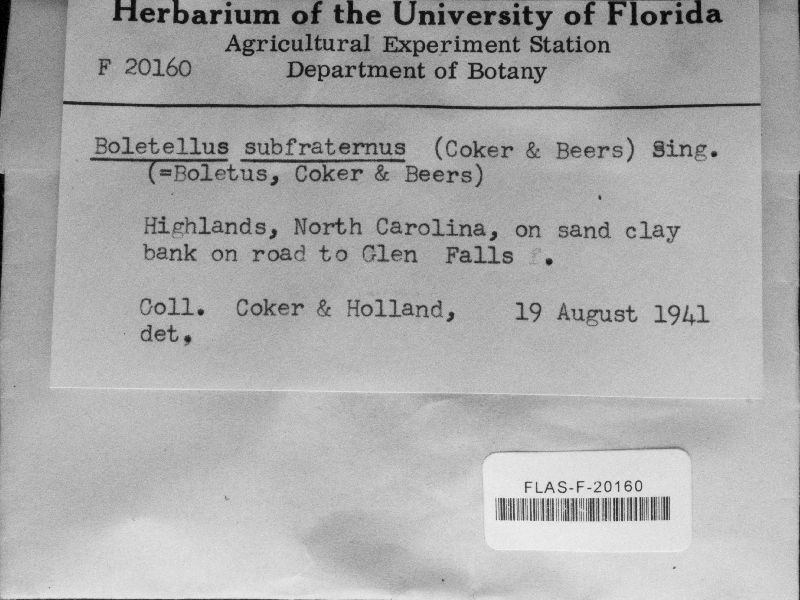 Herbarium of the University of Florida
Agricultural Experiment Station
F 20160 Department of Botany
Boletellus subfraternus (Coker & Beers) Sing.
(=Boletus, Coker & Beers)
Highlands, North Carolina, on sand clay
bank on road to Glen Falls .
Coll. Coker & Holland, 19 August 1941
det,
FLAS-F-20160